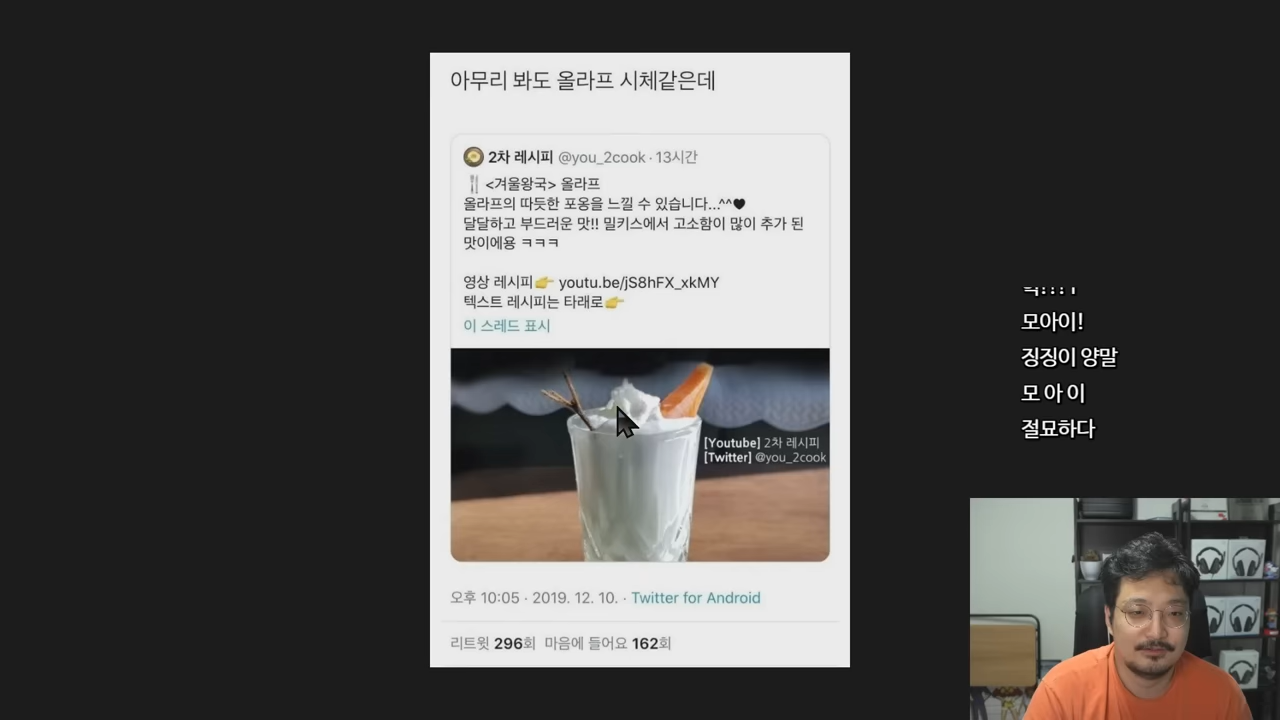 아무리 봐도 올라프 시체같은데
2차 레시피 @you_2cook · 13시간
🍴 <겨울왕국> 올라프
올라프의 따듯한 포옹을 느낄 수 있습니다...^^♥
달달하고 부드러운 맛!! 밀키스에서 고소함이 많이 추가 된
맛이에용 ㅋㅋㅋ
영상 레시피👉 youtu.be/jS8hFX_xkMY
텍스트 레시피는 타래로👉
이 스레드 표시
[Youtube] 2차 레시피
[Twitter] @you_2cook
오후 10:05 · 2019. 12. 10. · Twitter for Android
리트윗 296회 마음에 들어요 162회
모아이!
징징이 양말
모 아 이
절묘하다